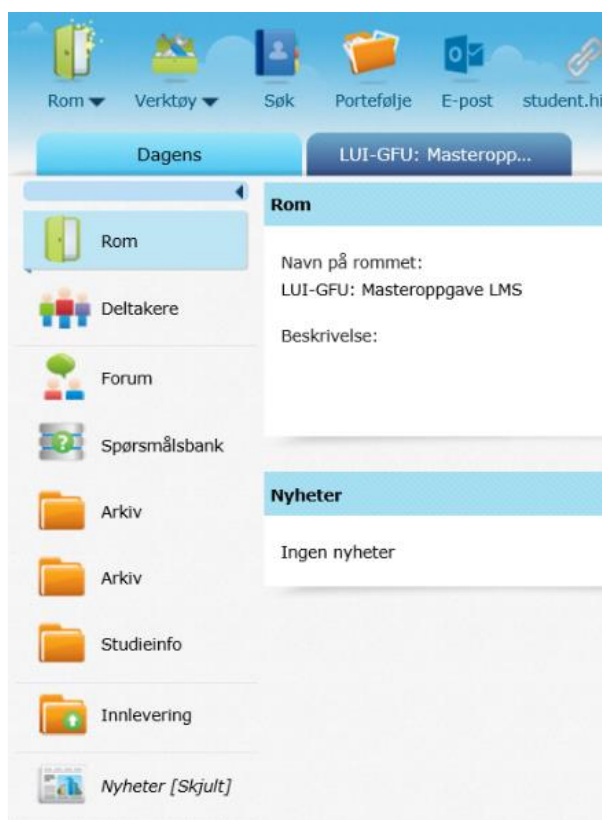 Rom Verktøy Søk Portefølje E-post student.hi
Dagens LUI-GFU: Masteropp...
Rom
Deltakere
Forum
Spørsmålsbank
Arkiv
Arkiv
Studieinfo
Innlevering
Nyheter [Skjult]
Rom
Navn på rommet:
LUI-GFU: Masteroppgave LMS
Beskrivelse:
Nyheter
Ingen nyheter